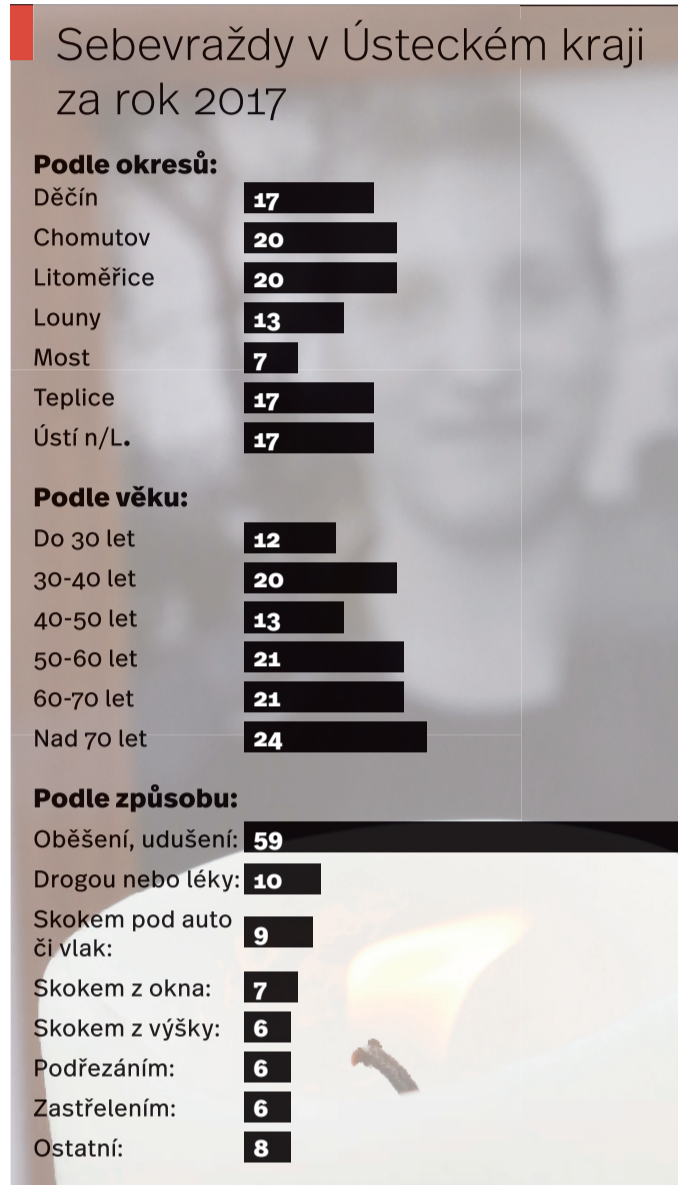 Sebevraždy v Ústeckém kraji
za rok 2017
Podle okresů:
Děčín 17
Chomutov 20
Litoměřice 20
Louny 13
Most 7
Teplice 17
Ústí n/L. 17
Podle věku:
Do 30 let 12
30-40 let 20
40-50 let 13
50-60 let 21
60-70 let 21
Nad 70 let 24
Podle způsobu:
Oběšení, udušení: 59
Drogou nebo léky: 10
Skokem pod auto
či vlak: 9
Skokem z okna: 7
Skokem z výšky: 6
Podřezáním: 6
Zastřelením: 6
Ostatní: 8